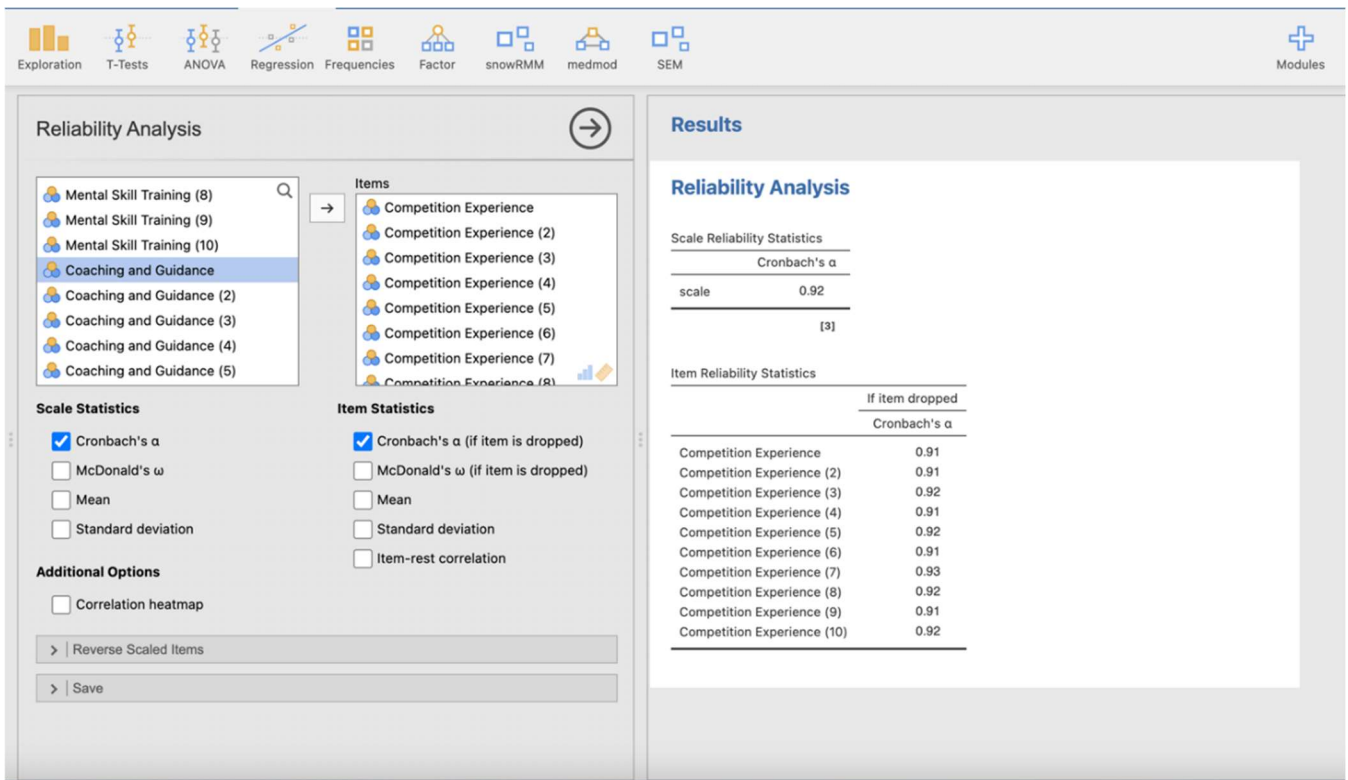 Exploration T-Tests ANOVA Regression Frequencies Factor snowRMM medmod SEM Modules
Reliability Analysis
Mental Skill Training (8)
Mental Skill Training (9)
Mental Skill Training (10)
Coaching and Guidance
Coaching and Guidance (2)
Coaching and Guidance (3)
Coaching and Guidance (4)
Coaching and Guidance (5)
Items
Competition Experience
Competition Experience (2)
Competition Experience (3)
Competition Experience (4)
Competition Experience (5)
Competition Experience (6)
Competition Experience (7)
Competition Experience (8)
Scale Statistics
Cronbach's α
McDonald's ω
Mean
Standard deviation
Item Statistics
Cronbach's α (if item is dropped)
McDonald's ω (if item is dropped)
Mean
Standard deviation
Item-rest correlation
Additional Options
Correlation heatmap
Reverse Scaled Items
Save
Results
Reliability Analysis
Scale Reliability Statistics
Cronbach's α
scale 0.92
[3]
Item Reliability Statistics
If item dropped
Cronbach's α
Competition Experience 0.91
Competition Experience (2) 0.91
Competition Experience (3) 0.92
Competition Experience (4) 0.91
Competition Experience (5) 0.92
Competition Experience (6) 0.91
Competition Experience (7) 0.93
Competition Experience (8) 0.92
Competition Experience (9) 0.91
Competition Experience (10) 0.92